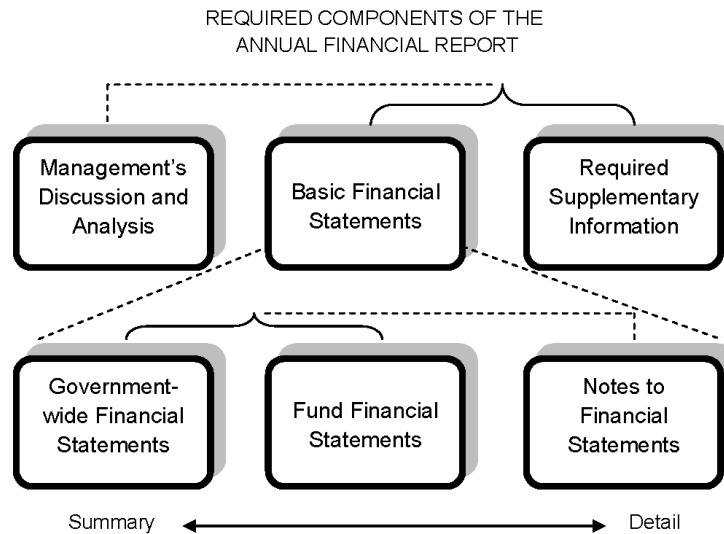 REQUIRED COMPONENTS OF THE
ANNUAL FINANCIAL REPORT
Management's
Discussion and
Analysis
Basic Financial
Statements
Required
Supplementary
Information
Government-
wide Financial
Statements
Fund Financial
Statements
Notes to
Financial
Statements
Summary
Detail